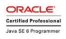 ORACLE
Certified Professional
Java SE 6 Programmer